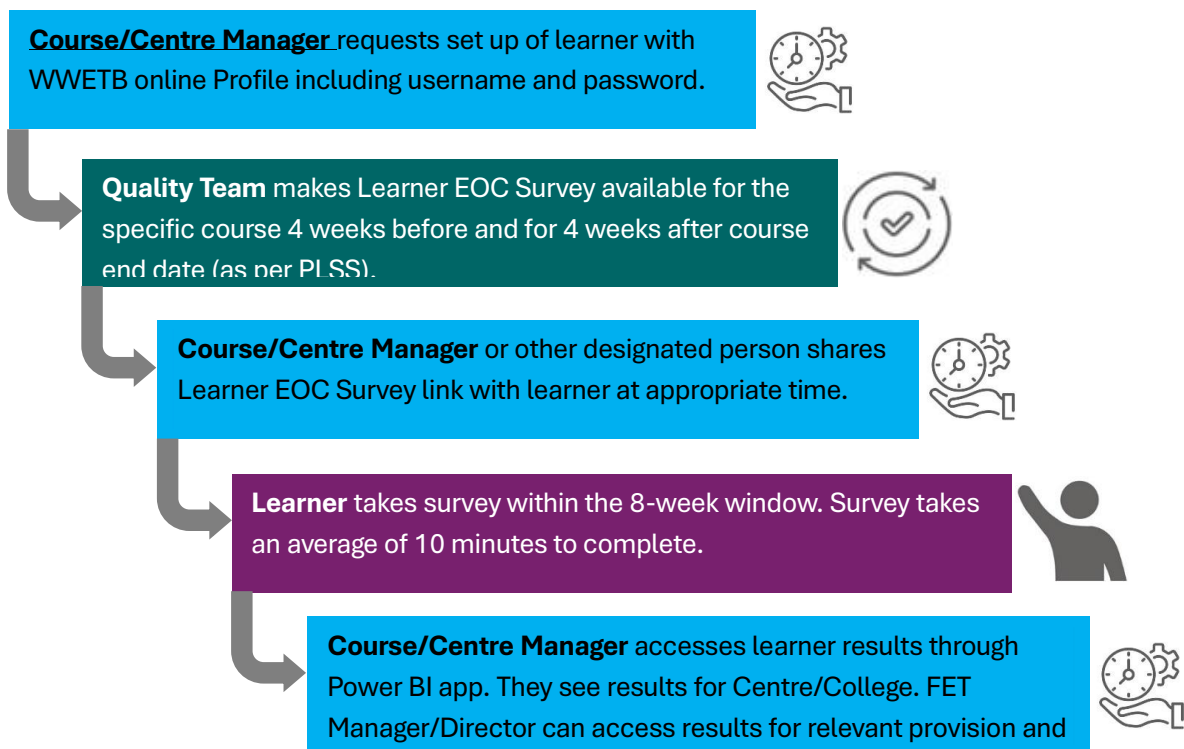 Course/Centre Manager requests set up of learner with
WWETB online Profile including username and password.
Quality Team makes Learner EOC Survey available for the
specific course 4 weeks before and for 4 weeks after course
end date (as per PLSS).
Course/Centre Manager or other designated person shares
Learner EOC Survey link with learner at appropriate time.
Learner takes survey within the 8-week window. Survey takes
an average of 10 minutes to complete.
Course/Centre Manager accesses learner results through
Power BI app. They see results for Centre/College. FET
Manager/Director can access results for relevant provision and